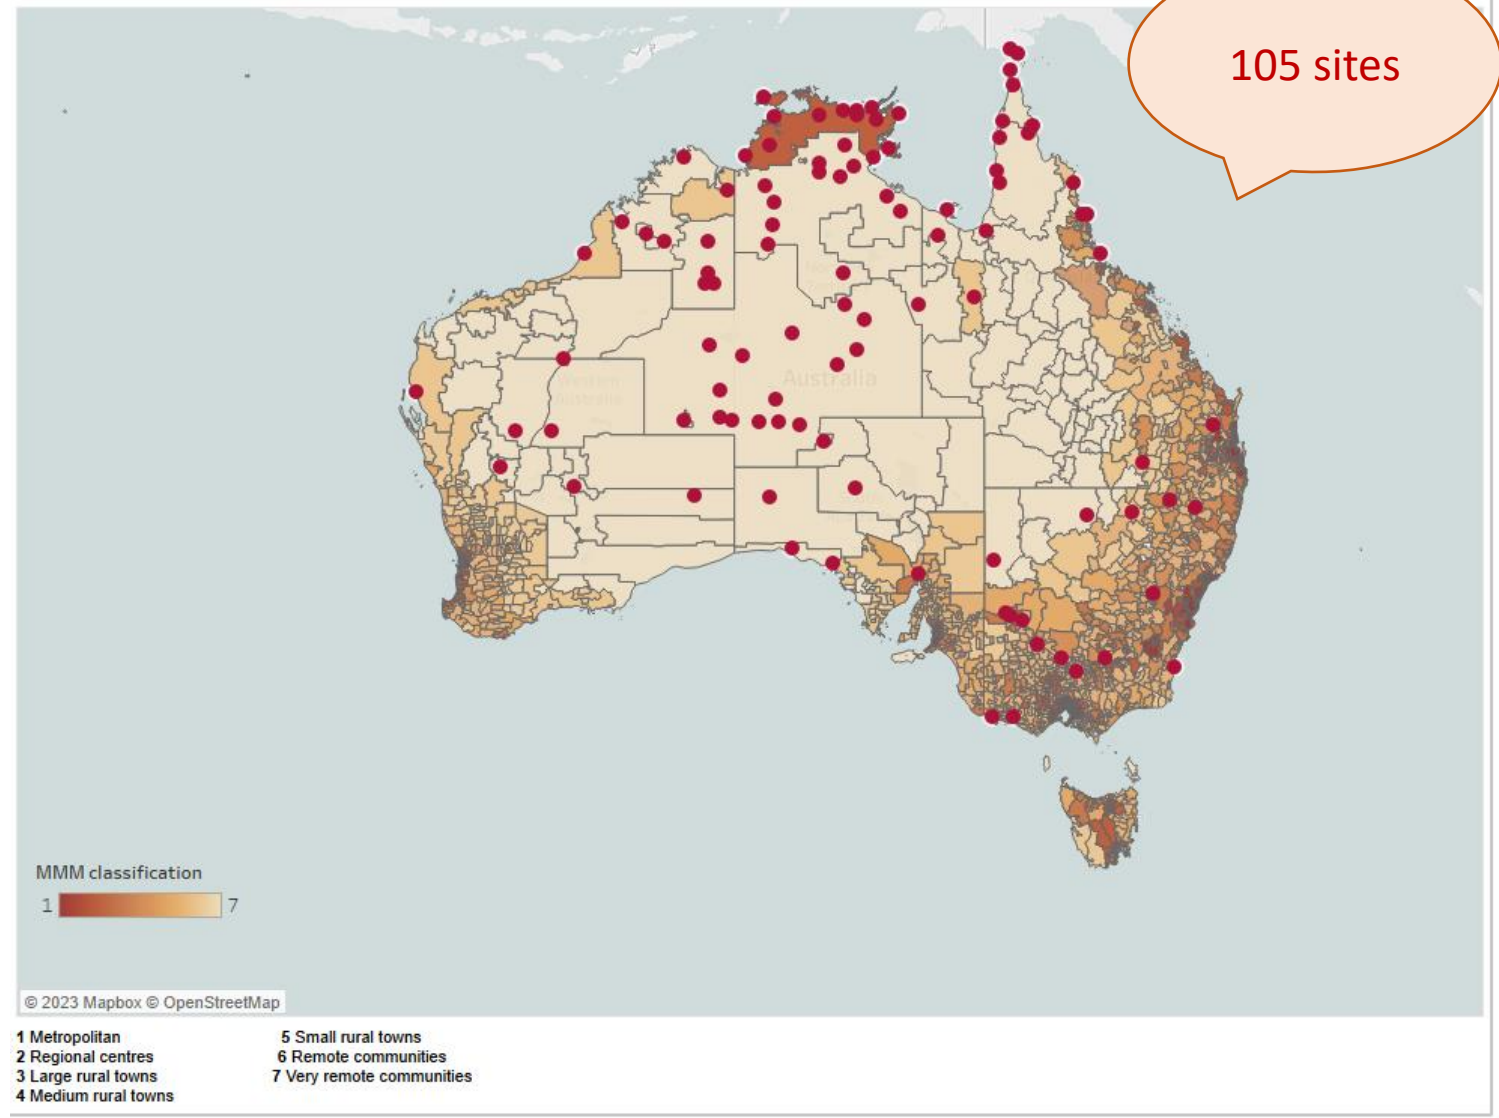 105 sites
Australia
MMM classification
1 7
© 2023 Mapbox © OpenStreetMap
1 Metropolitan
2 Regional centres
3 Large rural towns
4 Medium rural towns
5 Small rural towns
6 Remote communities
7 Very remote communities